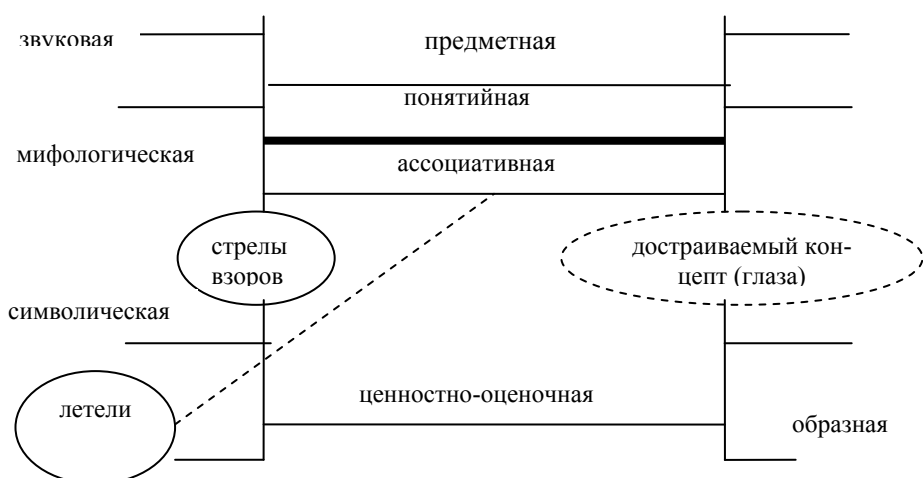 звуковая
предметная
понятийная
мифологическая
ассоциативная
стрелы
взоров
достраиваемый кон-
цепт (глаза)
символическая
ценностно-оценочная
летели
образная